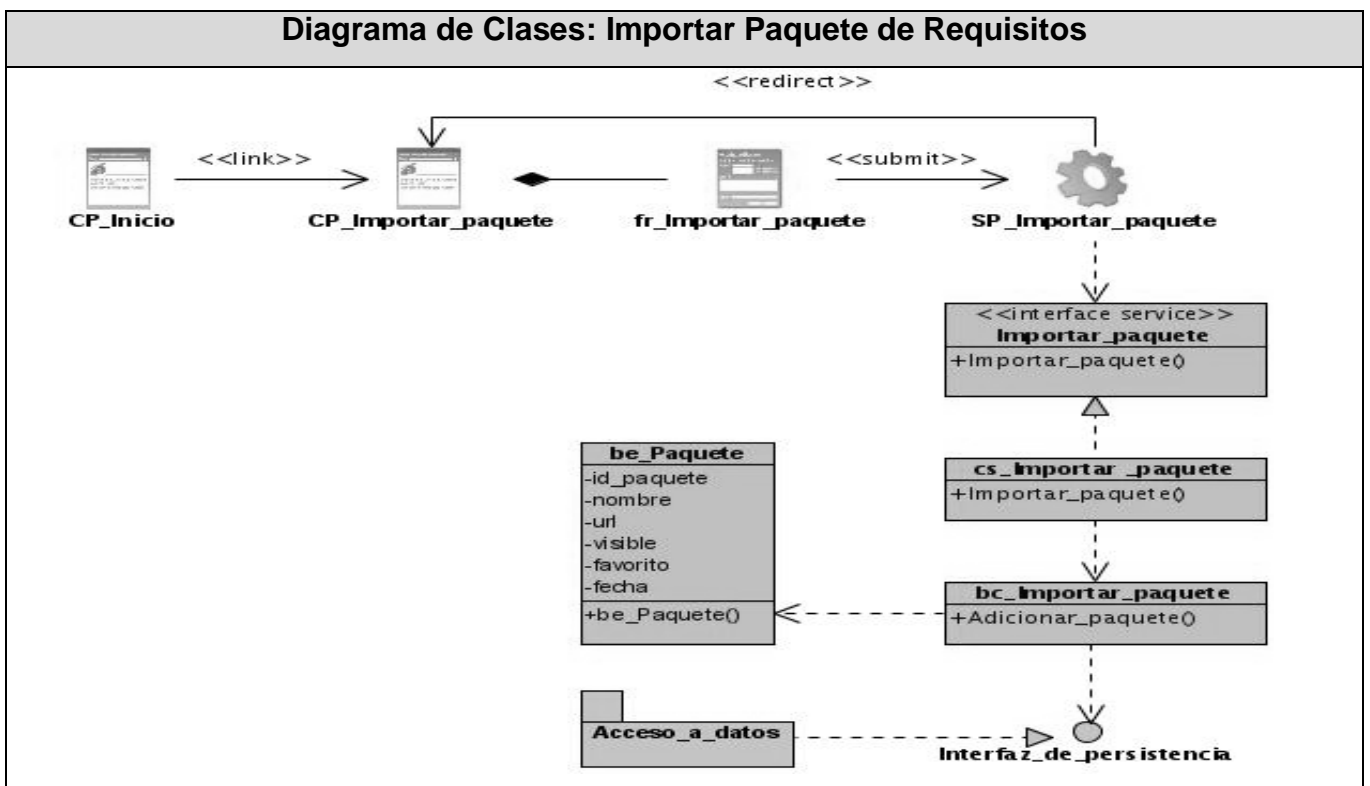 Diagrama de Clases: Importar Paquete de Requisitos
<<redirect>>
<<link>>
<<submit>>
CP_Inicio
CP_Importar_paquete
fr_Importar_paquete
SP_Importar_paquete
<<interface service>>
Importar_paquete
+Importar_paquete()
be_Paquete
-id_paquete
-nombre
-url
-visible
-favorito
-fecha
+be_Paquete()
cs_Importar _paquete
+Importar_paquete()
bc_Importar_paquete
+Adicionar_paquete()
Acceso_a_datos
Interfaz_de_persistencia